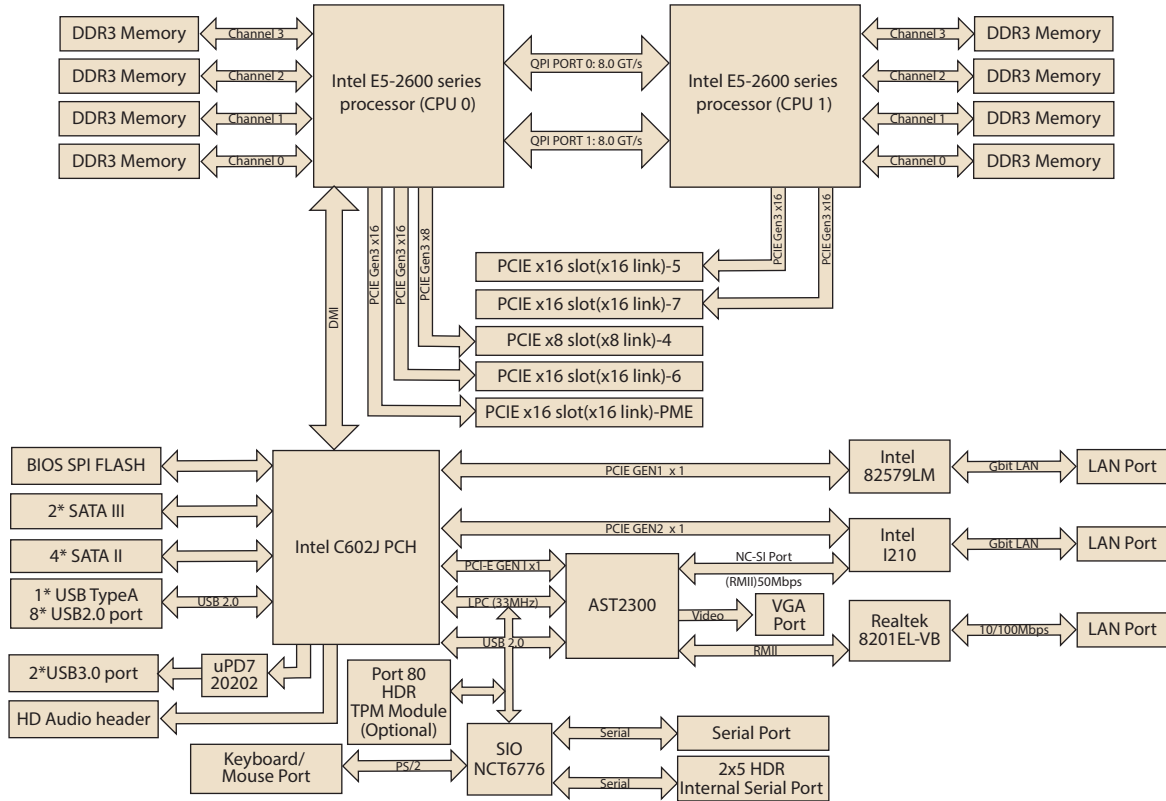 DDR3 Memory
Channel 3
DDR3 Memory
Channel 2
DDR3 Memory
Channel 1
DDR3 Memory
Channel 0
Intel E5-2600 series
processor (CPU 0)
QPI PORT 0: 8.0 GT/s
QPI PORT 1: 8.0 GT/s
Intel E5-2600 series
processor (CPU 1)
Channel 3
DDR3 Memory
Channel 2
DDR3 Memory
Channel 1
DDR3 Memory
Channel 0
DDR3 Memory
DMI
PCIE Gen3 x16
PCIE Gen3 x16
PCIE Gen3 x8
PCIE Gen3 x16
PCIE Gen3 x16
PCIE x16 slot(x16 link)-5
PCIE x16 slot(x16 link)-7
PCIE x8 slot(x8 link)-4
PCIE x16 slot(x16 link)-6
PCIE x16 slot(x16 link)-PME
BIOS SPI FLASH
2* SATA III
4* SATA II
1* USB TypeA
8* USB2.0 port
USB 2.0
2*USB3.0 port
uPD7
20202
HD Audio header
Intel C602J PCH
PCIE GEN1 x 1
Intel
82579LM
Gbit LAN
LAN Port
PCIE GEN2 x 1
Intel
I210
Gbit LAN
LAN Port
PCI-E GEN1x1
LPC (33MHz)
USB 2.0
AST2300
NC-SI Port
(RMII)50Mbps
Video
VGA
Port
RMII
Realtek
8201EL-VB
10/100Mbps
LAN Port
Port 80
HDR
TPM Module
(Optional)
Keyboard/
Mouse Port
PS/2
SIO
NCT6776
Serial
Serial Port
Serial
2x5 HDR
Internal Serial Port